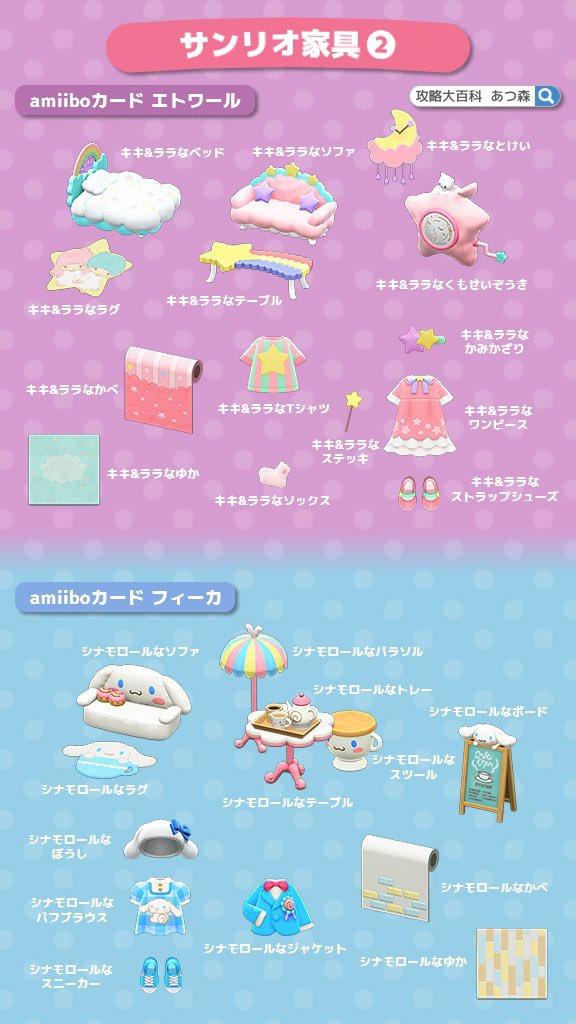 サンリオ家具❷
amiiboカード エトワール
攻略大百科 あつ森
キキ&ララなベッド
キキ&ララなソファ
キキ&ララなとけい
キキ&ララなラグ
キキ&ララなテーブル
キキ&ララなくもせいぞうき
キキ&ララな
かみかざり
キキ&ララなかべ
キキ&ララなTシャツ
キキ&ララな
ワンピース
キキ&ララな
ステッキ
キキ&ララなゆか
キキ&ララなソックス
キキ&ララな
ストラップシューズ
amiiboカード フィーカ
シナモロールなソファ
シナモロールなパラソル
シナモロールなトレー
シナモロールなボード
シナモロールな
スツール
シナモロールなラグ
シナモロールなテーブル
シナモロールな
ぼうし
シナモロールなかべ
シナモロールな
パフブラウス
シナモロールなジャケット
シナモロールなゆか
シナモロールな
スニーカー